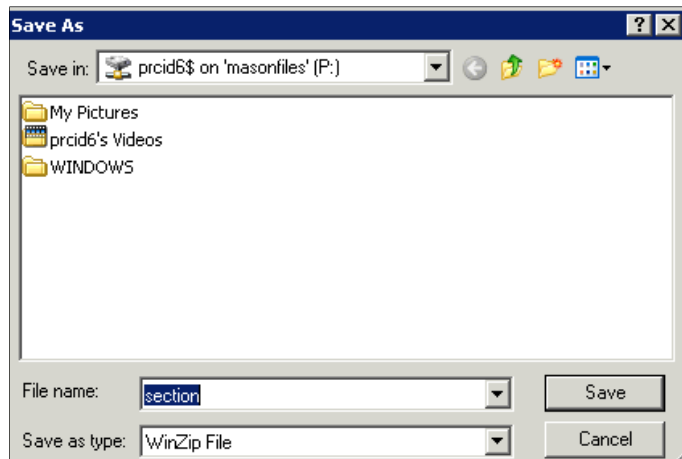 Save As
Save in: prcid6$ on 'masonfiles' (P:)
My Pictures
prcid6's Videos
WINDOWS
File name: section Save
Save as type: WinZip File Cancel